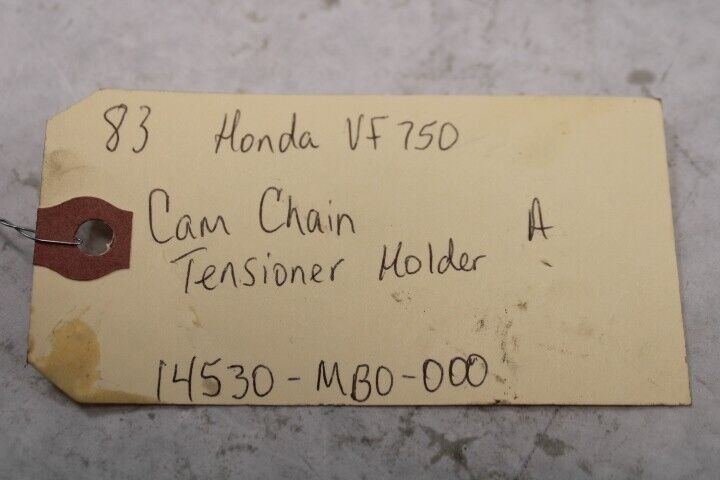 83 Honda VF750
Cam Chain A
Tensioner Holder
14530-MB0-000